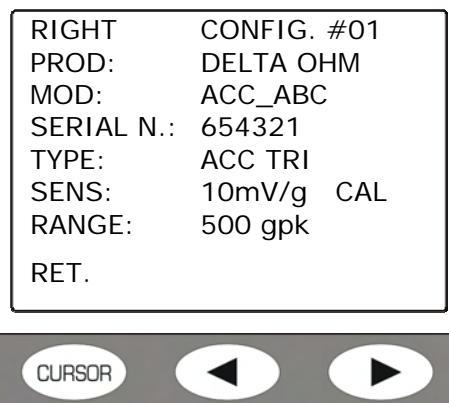 RIGHT CONFIG. #01
PROD: DELTA OHM
MOD: ACC_ABC
SERIAL N.: 654321
TYPE: ACC TRI
SENS: 10mV/g CAL
RANGE: 500 gpk
RET.
CURSOR